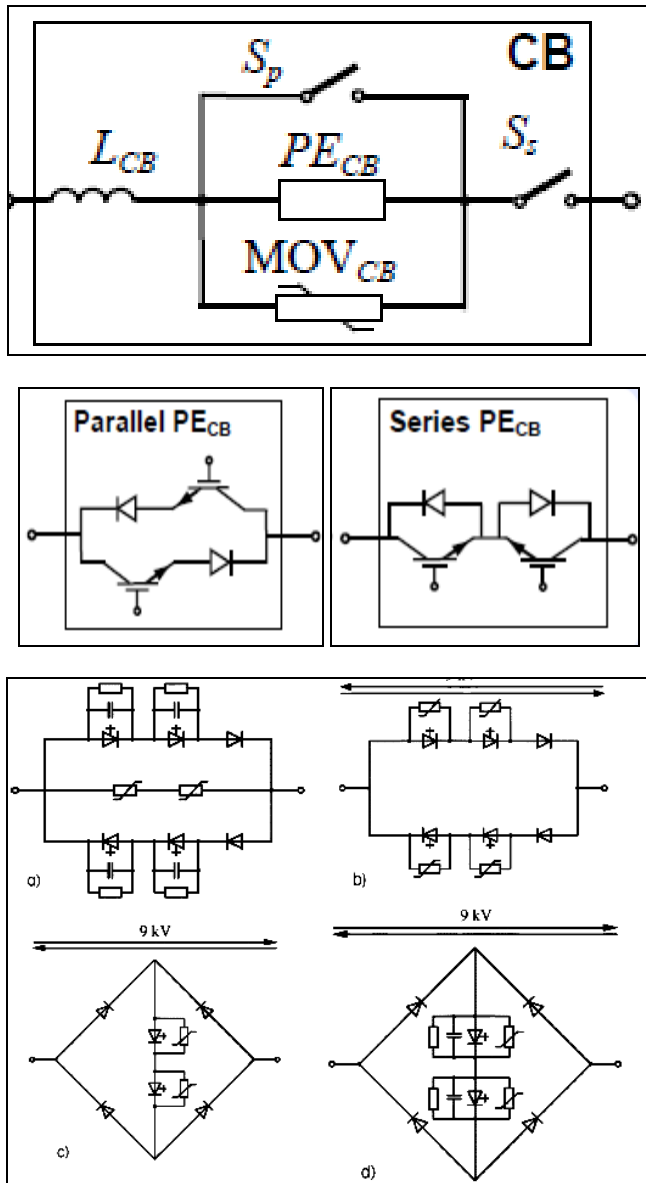 CB
S_p
L_CB
PE_CB
S_s
MOV_CB
Parallel PE_CB
Series PE_CB
a)
b)
9 kV
9 kV
c)
d)